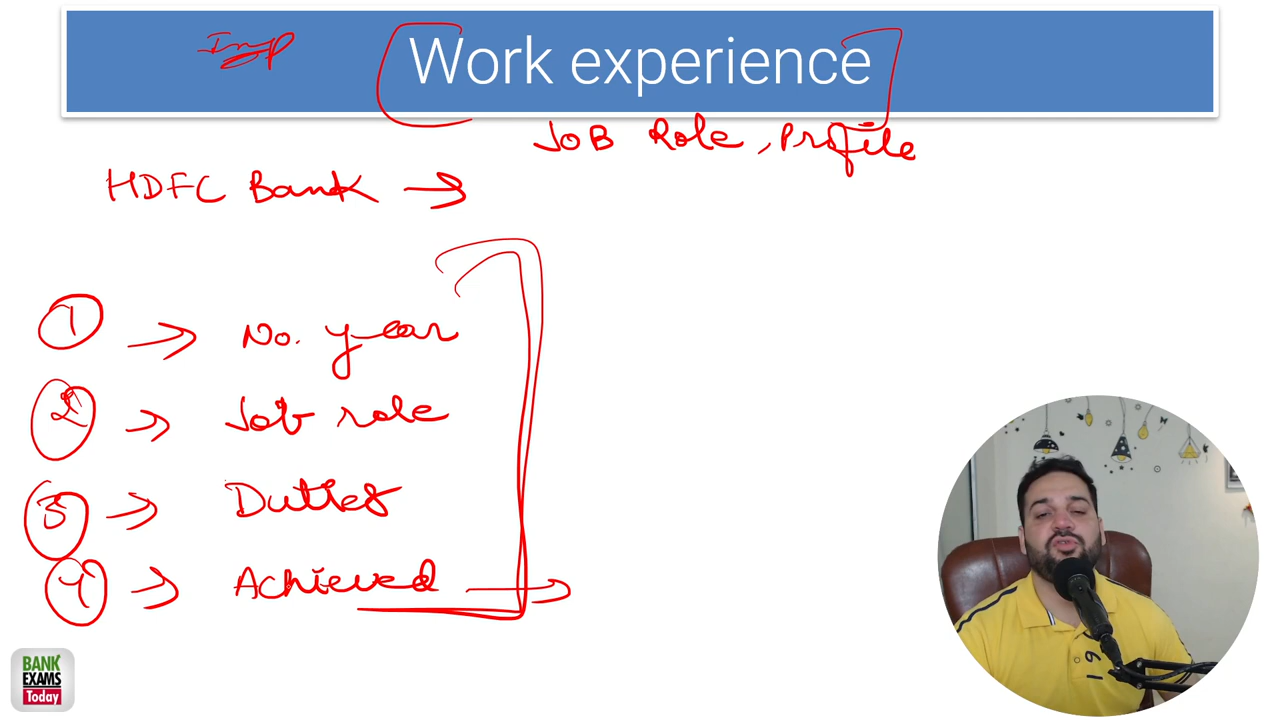 Imp
Work experience
JOB Role, Profile
HDFC Bank →
1 → No. year
2 → Job role
3 → Duties
4 → Achieved →
BANK
EXAMS
Today